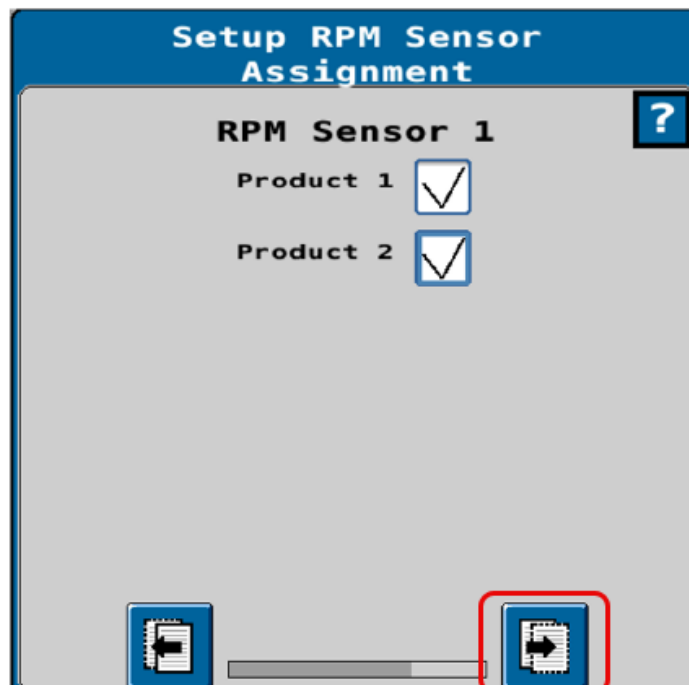 Setup RPM Sensor
Assignment
?
RPM Sensor 1
Product 1
Product 2